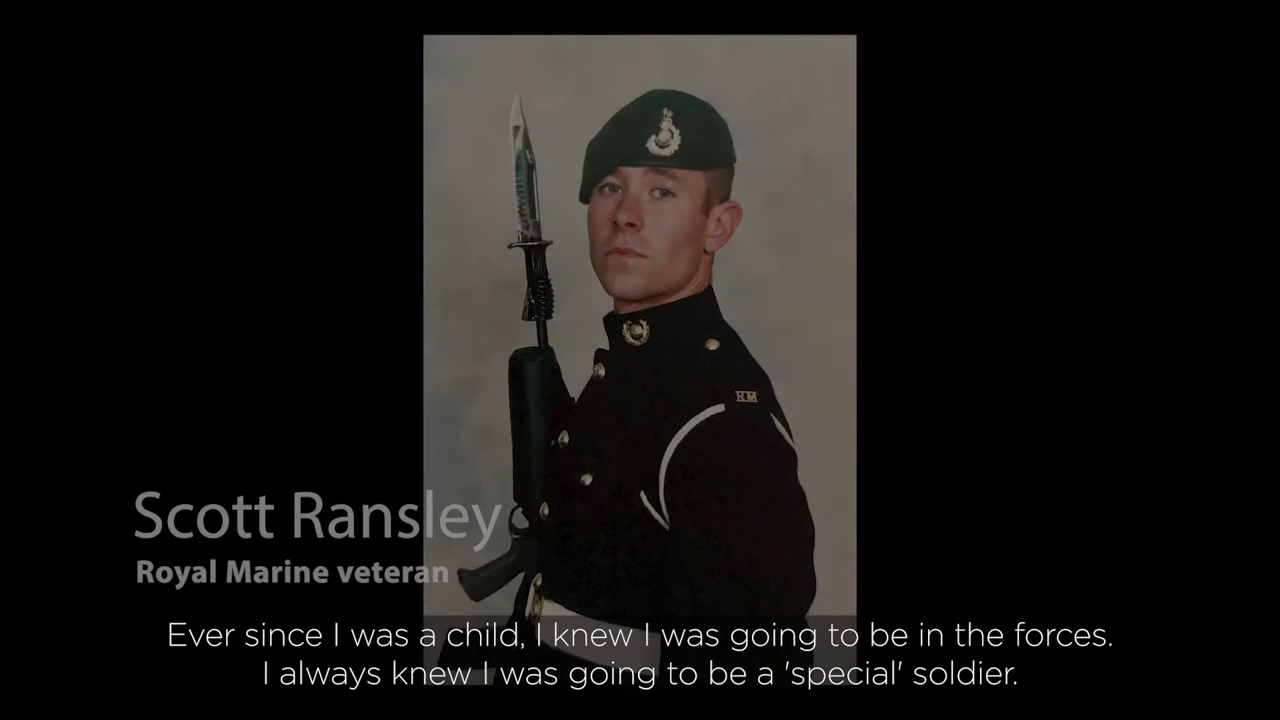 RM
Scott Ransley
Royal Marine veteran
Ever since I was a child, I knew I was going to be in the forces.
I always knew I was going to be a 'special' soldier.